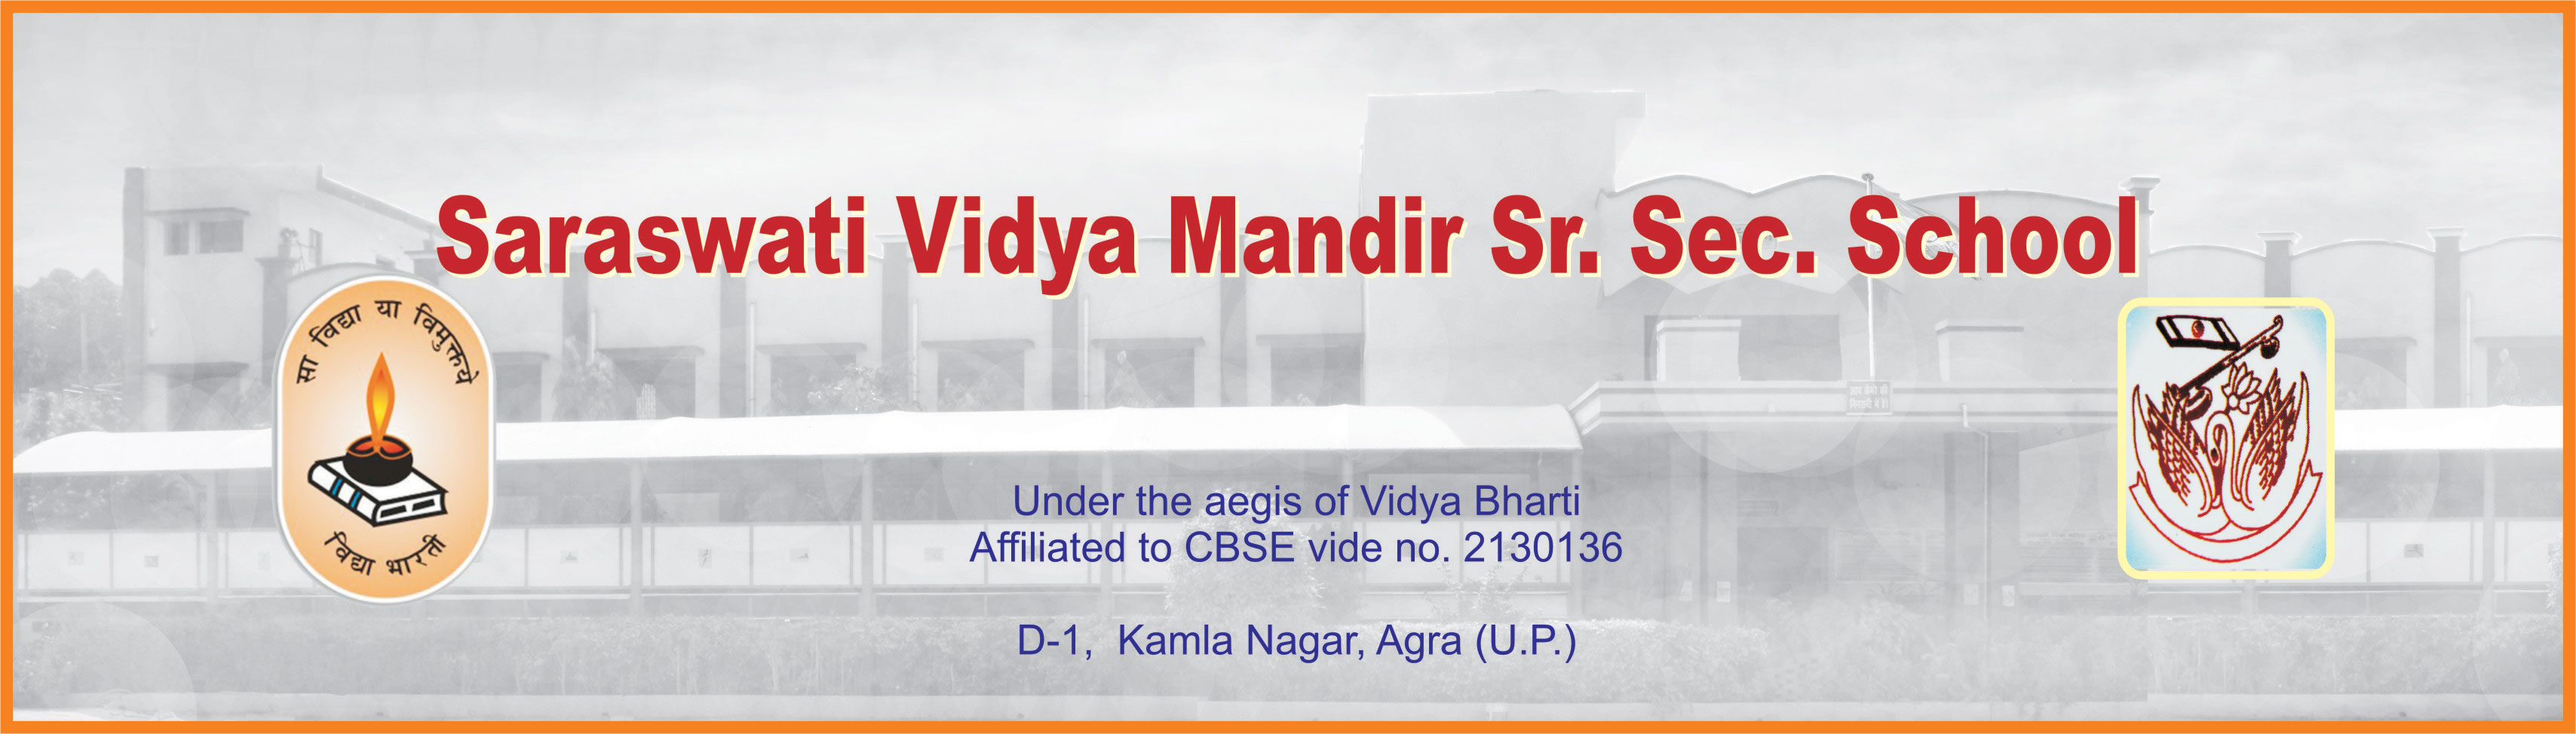 Saraswati Vidya Mandir Sr. Sec. School
सा विद्या या विमुक्तये
विद्या भारती
Under the aegis of Vidya Bharti
Affiliated to CBSE vide no. 2130136
D-1, Kamla Nagar, Agra (U.P.)